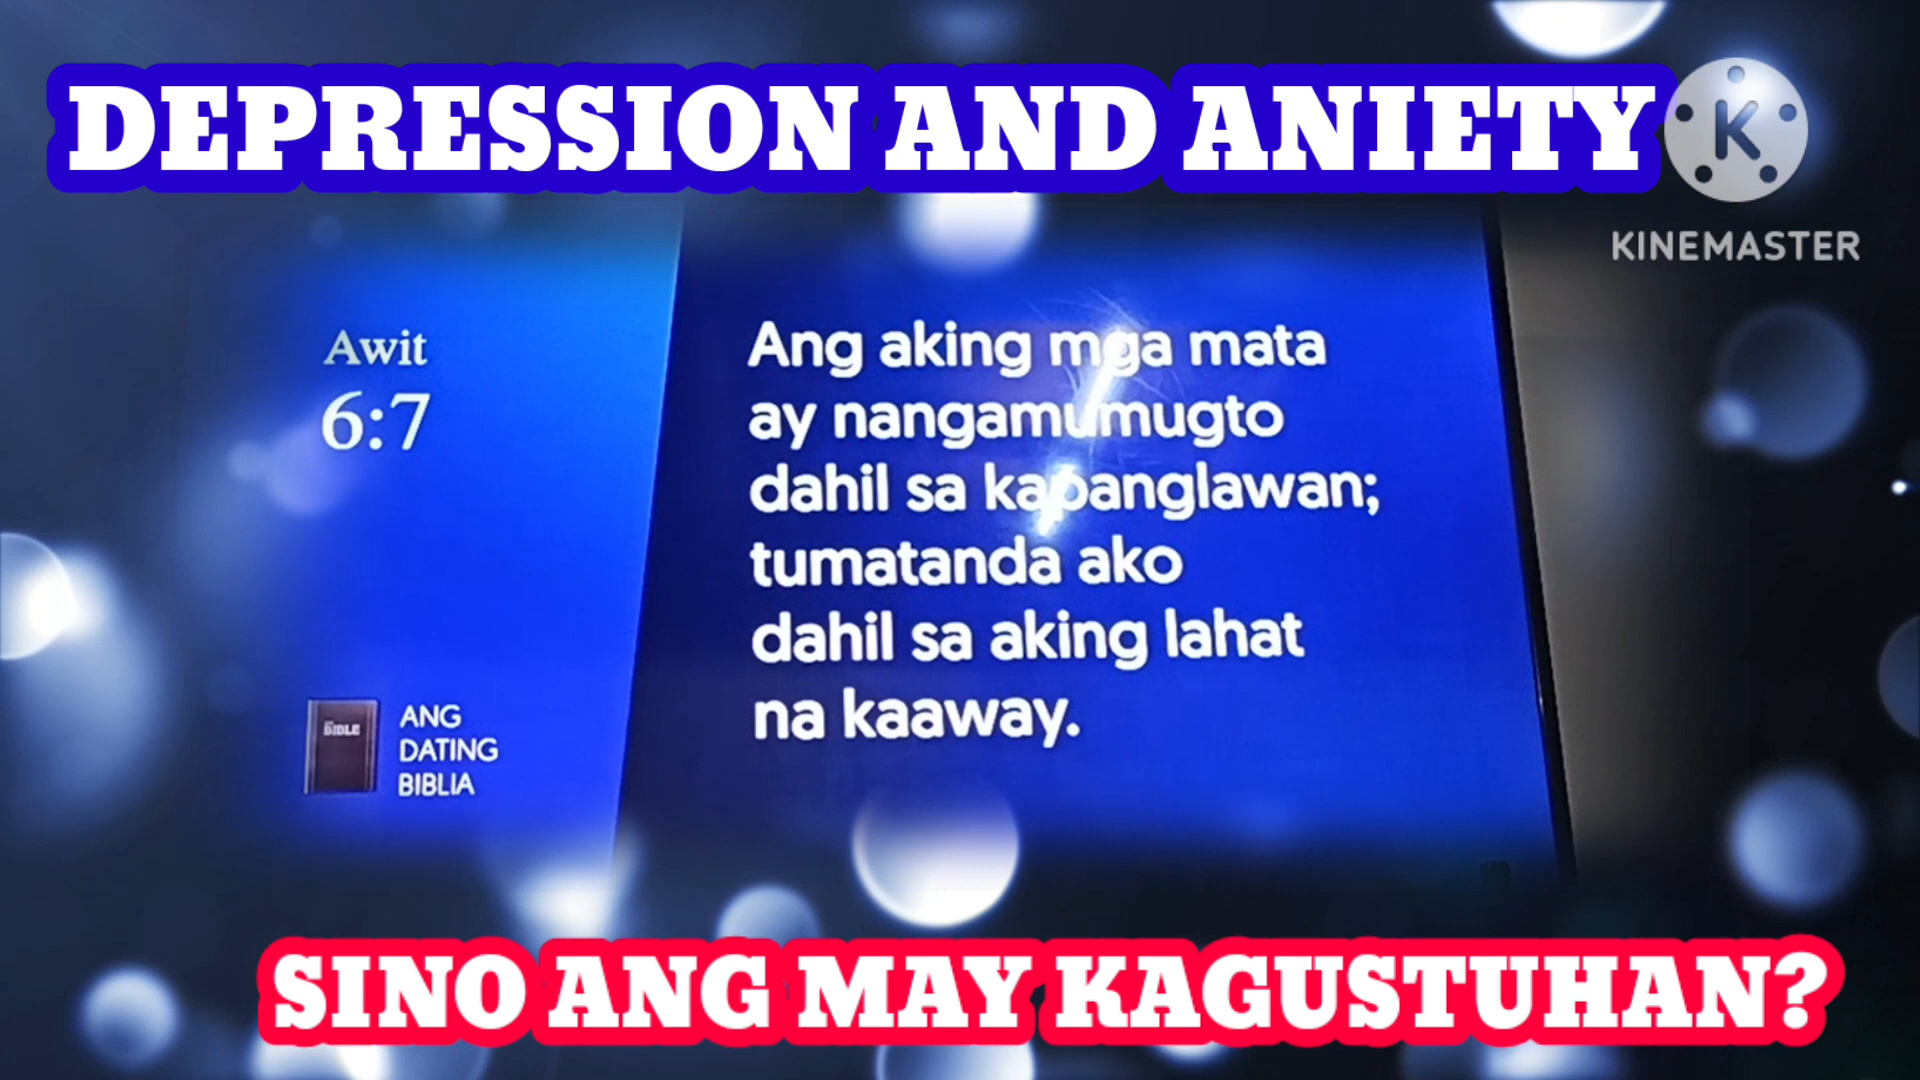 DEPRESSION AND ANIETY
K
KINEMASTER
Awit
6:7
Ang aking mga mata
ay nangamumugto
dahil sa kapanglawan;
tumatanda ako
dahil sa aking lahat
na kaaway.
BIBLE
ANG
DATING
BIBLIA
SINO ANG MAY KAGUSTUHAN?